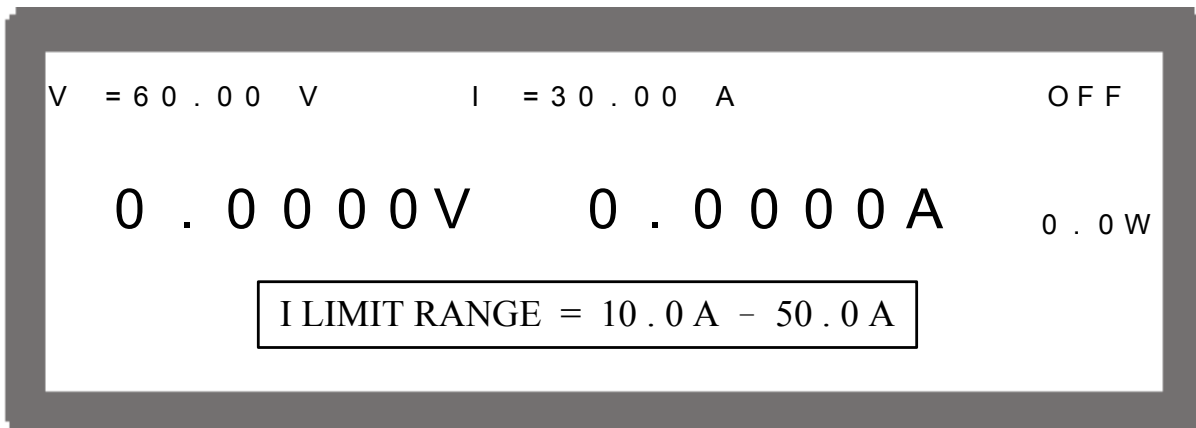 V =60.00 V I =30.00 A OFF
0.0000V 0.0000A 0.0W
I LIMIT RANGE = 10.0 A – 50.0 A